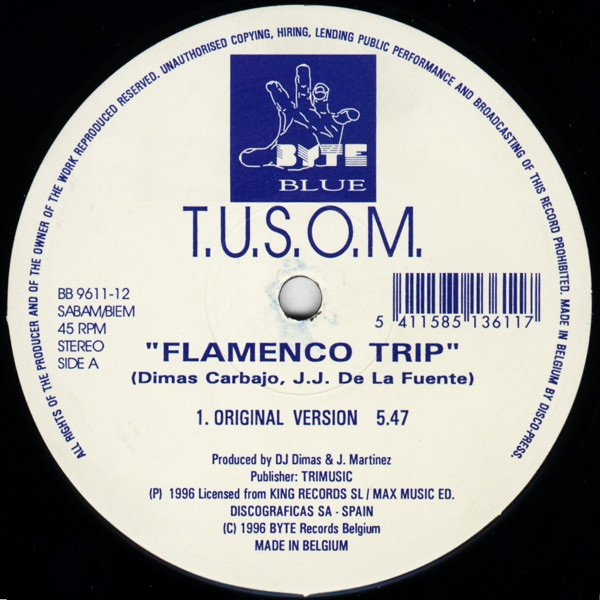 ALL RIGHTS OF THE PRODUCER AND OF THE OWNER OF THE WORK REPRODUCED RESERVED. UNAUTHORISED COPYING, HIRING, LENDING PUBLIC PERFORMANCE AND BROADCASTING OF THIS RECORD PROHIBITED. MADE IN BELGIUM BY DISCO-PRESS.
BYTE
BLUE
T.U.S.O.M.
BB 9611-12
SABAM/BIEM
45 RPM
STEREO
SIDE A
5 411585 136117
"FLAMENCO TRIP"
(Dimas Carbajo, J.J. De La Fuente)
1. ORIGINAL VERSION 5.47
Produced by DJ Dimas & J. Martinez
Publisher: TRIMUSIC
(P) 1996 Licensed from KING RECORDS SL / MAX MUSIC ED.
DISCOGRAFICAS SA - SPAIN
(C) 1996 BYTE Records Belgium
MADE IN BELGIUM